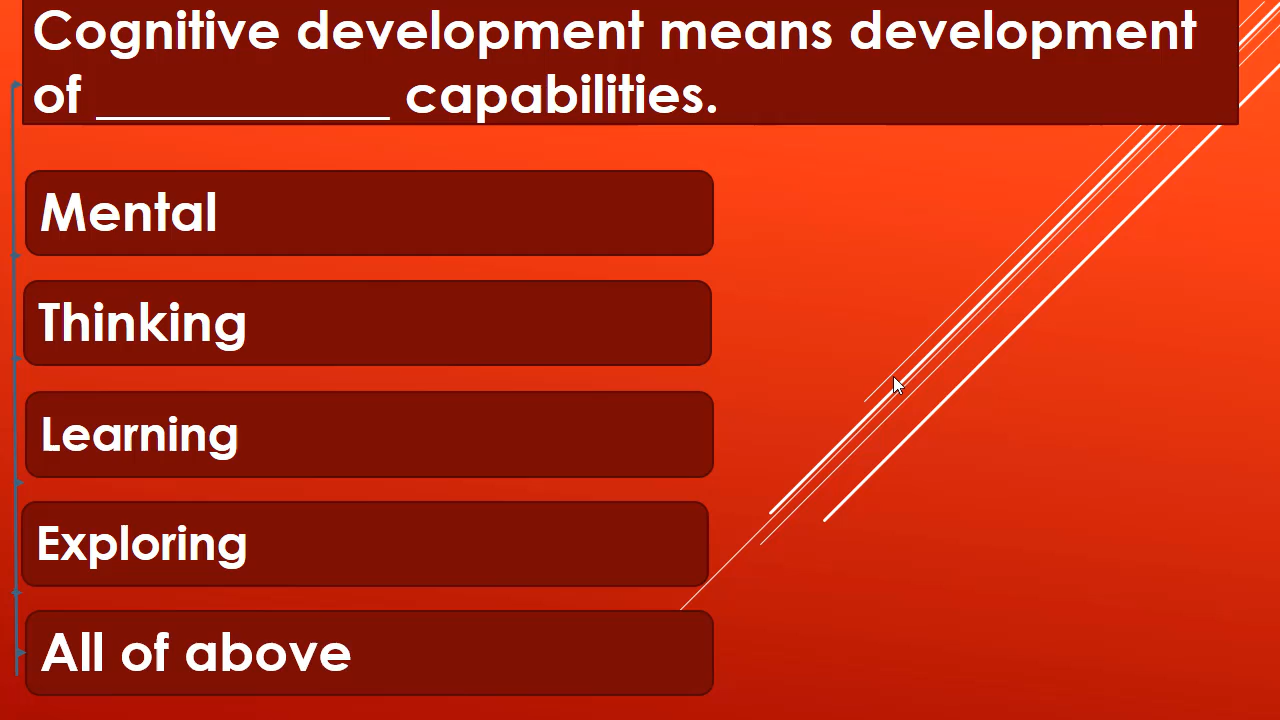 Cognitive development means development
of ___________ capabilities.
Mental
Thinking
Learning
Exploring
All of above